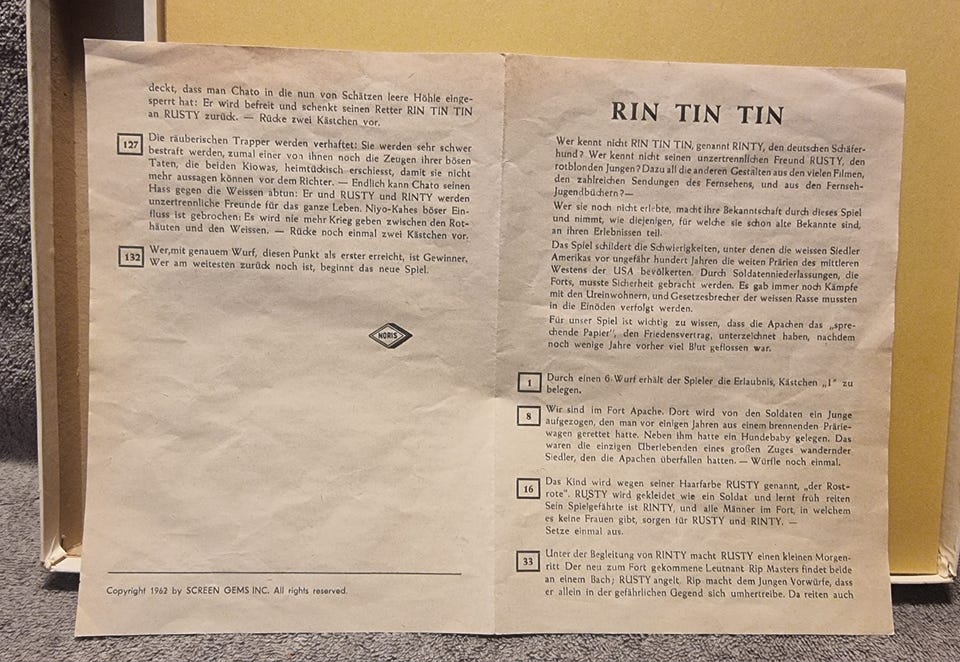 deckt, dass man Chato in die nun von Schätzen leere Höhle einge-
sperrt hat: Er wird befreit und schenkt seinen Retter RIN TIN TIN
an RUSTY zurück. — Rücke zwei Kästchen vor.
127 Die räuberischen Trapper werden verhaftet: Sie werden sehr schwer
bestraft werden, zumal einer von ihnen noch die Zeugen ihrer bösen
Taten, die beiden Kiowas, heimtückisch erschiesst, damit sie nicht
mehr aussagen können vor dem Richter. — Endlich kann Chato seinen
Hass gegen die Weissen abtun: Er und RUSTY und RINTY werden
unzertrennliche Freunde für das ganze Leben. Niyo-Kahes böser Ein-
fluss ist gebrochen: Es wird nie mehr Krieg geben zwischen den Rot-
häuten und den Weissen. — Rücke noch einmal zwei Kästchen vor.
132 Wer,mit genauem Wurf, diesen Punkt als erster erreicht, ist Gewinner.
Wer am weitesten zurück noch ist, beginnt das neue Spiel.
NORIS
Copyright 1962 by SCREEN GEMS INC. All rights reserved.
RIN TIN TIN
Wer kennt nicht RIN TIN TIN, genannt RINTY, den deutschen Schäfer-
hund? Wer kennt nicht seinen unzertrennlichen Freund RUSTY, den
rotblonden Jungen? Dazu all die anderen Gestalten aus den vielen Filmen,
den zahlreichen Sendungen des Fernsehens, und aus den Fernseh-
Jugendbüchern?—
Wer sie noch nicht erlebte, macht ihre Bekanntschaft durch dieses Spiel
und nimmt, wie diejenigen, für welche sie schon alte Bekannte sind,
an ihren Erlebnissen teil.
Das Spiel schildert die Schwierigkeiten, unter denen die weissen Siedler
Amerikas vor ungefähr hundert Jahren die weiten Prärien des mittleren
Westens der USA bevölkerten. Durch Soldatenniederlassungen, die
Forts, musste Sicherheit gebracht werden. Es gab immer noch Kämpfe
mit den Ureinwohnern, und Gesetzesbrecher der weissen Rasse mussten
in die Einöden verfolgt werden.
Für unser Spiel ist wichtig zu wissen, dass die Apachen das „spre-
chende Papier", den Friedensvertrag, unterzeichnet haben, nachdem
noch wenige Jahre vorher viel Blut geflossen war.
1 Durch einen 6 Wurf erhält der Spieler die Erlaubnis, Kästchen „1" zu
belegen.
8 Wir sind im Fort Apache. Dort wird von den Soldaten ein Junge
aufgezogen, den man vor einigen Jahren aus einem brennenden Prärie-
wagen gerettet hatte. Neben ihm hatte ein Hundebaby gelegen. Das
waren die einzigen Überlebenden eines großen Zuges wandernder
Siedler, den die Apachen überfallen hatten. — Würfle noch einmal.
16 Das Kind wird wegen seiner Haarfarbe RUSTY genannt, „der Rost-
rote". RUSTY wird gekleidet wie ein Soldat und lernt früh reiten
Sein Spielgefährte ist RINTY, und alle Männer im Fort, in welchem
es keine Frauen gibt, sorgen für RUSTY und RINTY. —
Setze einmal aus.
33 Unter der Begleitung von RINTY macht RUSTY einen kleinen Morgen-
ritt Der neu zum Fort gekommene Leutnant Rip Masters findet beide
an einem Bach; RUSTY angelt. Rip macht dem Jungen Vorwürfe, dass
er allein in der gefährlichen Gegend sich umhertreibe. Da reiten auch